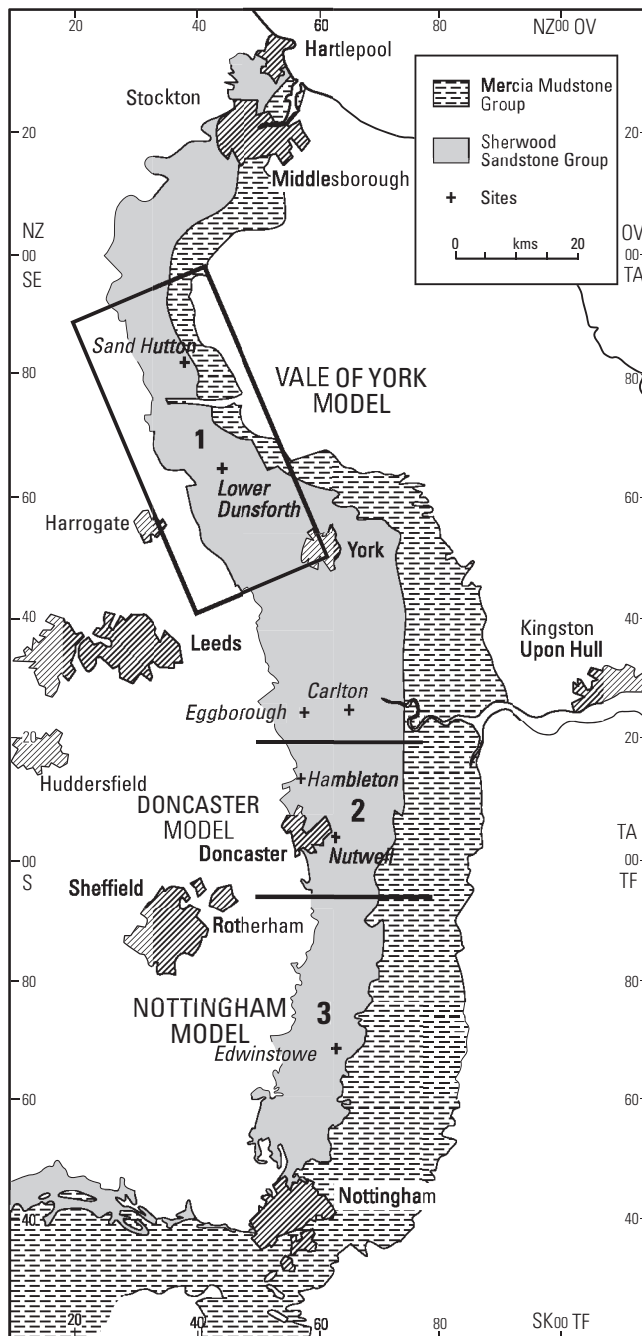 20
40
60
80
NZ00 OV
Hartlepool
Mercia Mudstone
Group
Sherwood
Sandstone Group
Sites
0 kms 20
Stockton
20
20
Middlesborough
NZ
00
SE
OV
00
TA
Sand Hutton
80
80
VALE OF YORK
MODEL
1
Lower
Dunsforth
60
60
Harrogate
York
40
40
Leeds
Kingston
Upon Hull
Carlton
Eggborough
20
20
Huddersfield
Hambleton
DONCASTER
MODEL
2
Doncaster
Nutwell
00
S
TA
00
TF
Sheffield
Rotherham
80
80
NOTTINGHAM
MODEL
3
Edwinstowe
60
60
Nottingham
40
40
20
40
60
80
SK00 TF